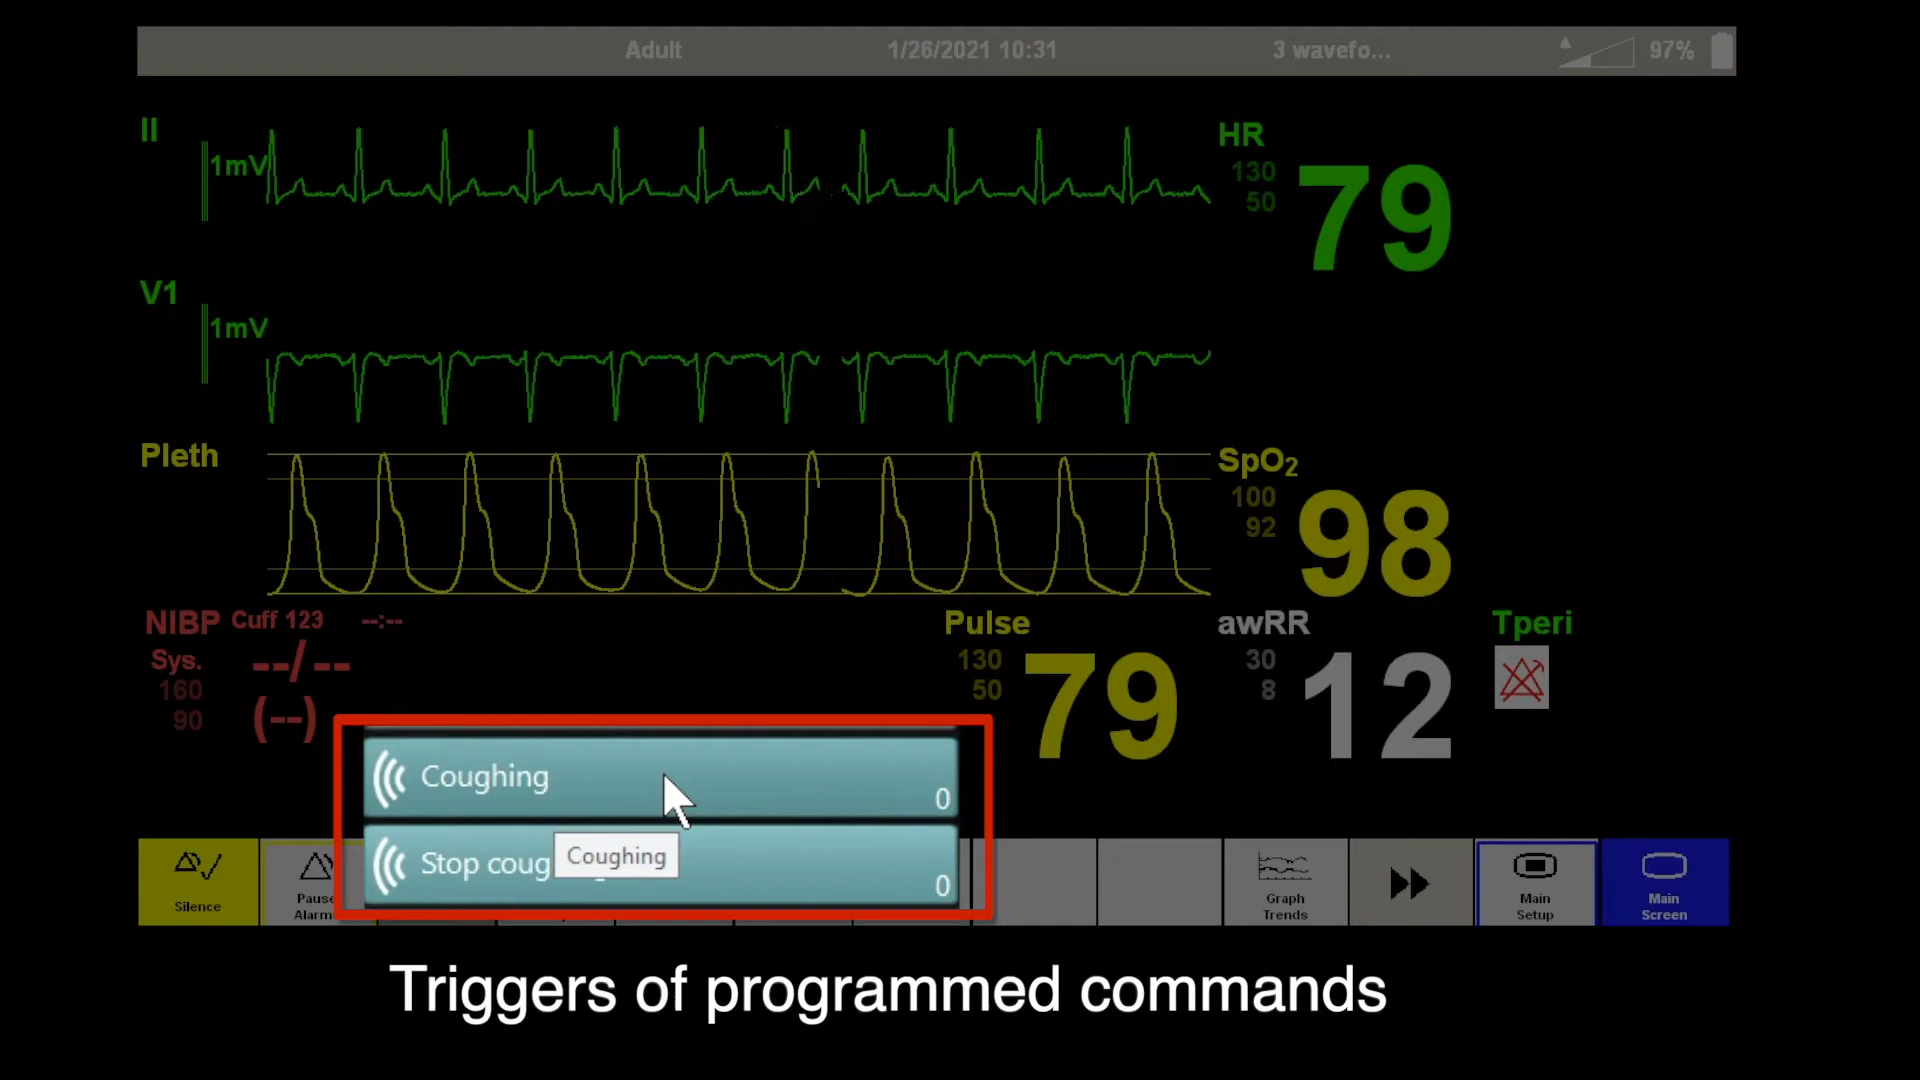 Adult 1/26/2021 10:31 3 wavefo... 97%
II
1mV
HR
130
50
79
V1
1mV
Pleth
SpO2
100
92
98
NIBP Cuff 123 --:--
Sys.
160
90
--/--
(--)
Pulse
130
50
79
awRR
30
8
12
Tperi
Coughing
0
Stop coug
0
Coughing
Silence
Pause
Alarms
Graph
Trends
Main
Setup
Main
Screen
Triggers of programmed commands